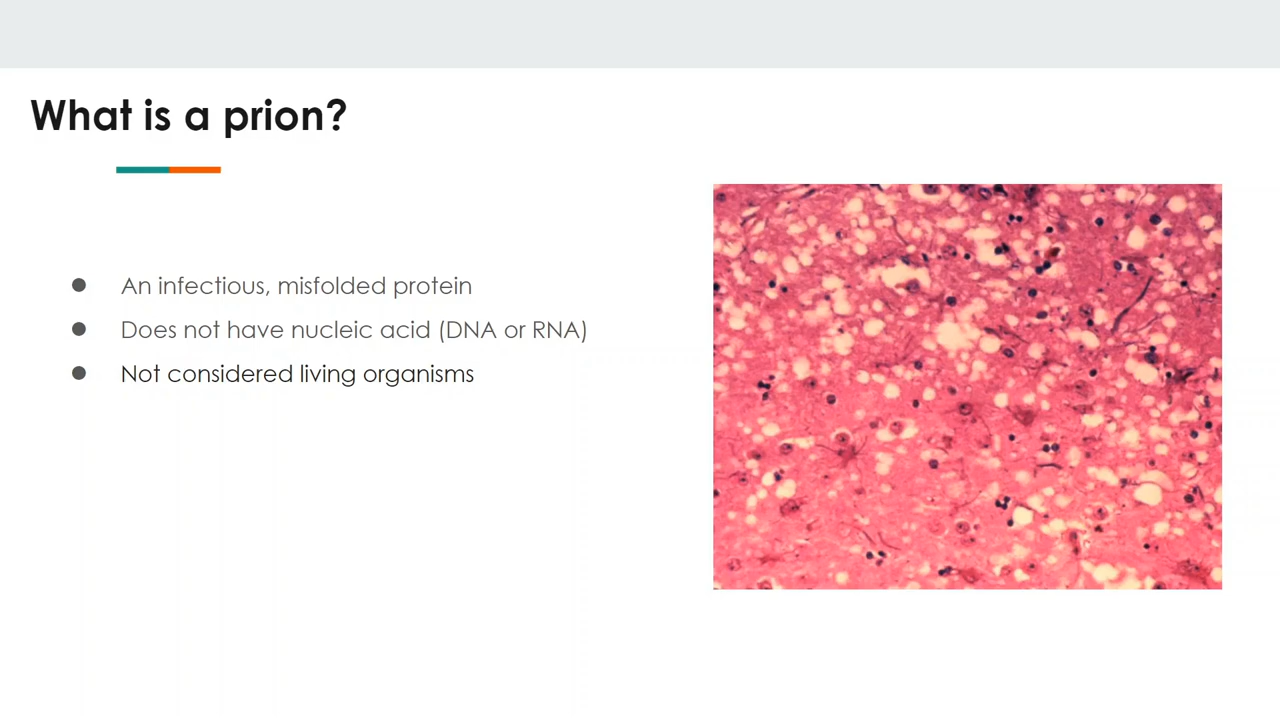 What is a prion?
● An infectious, misfolded protein
● Does not have nucleic acid (DNA or RNA)
● Not considered living organisms